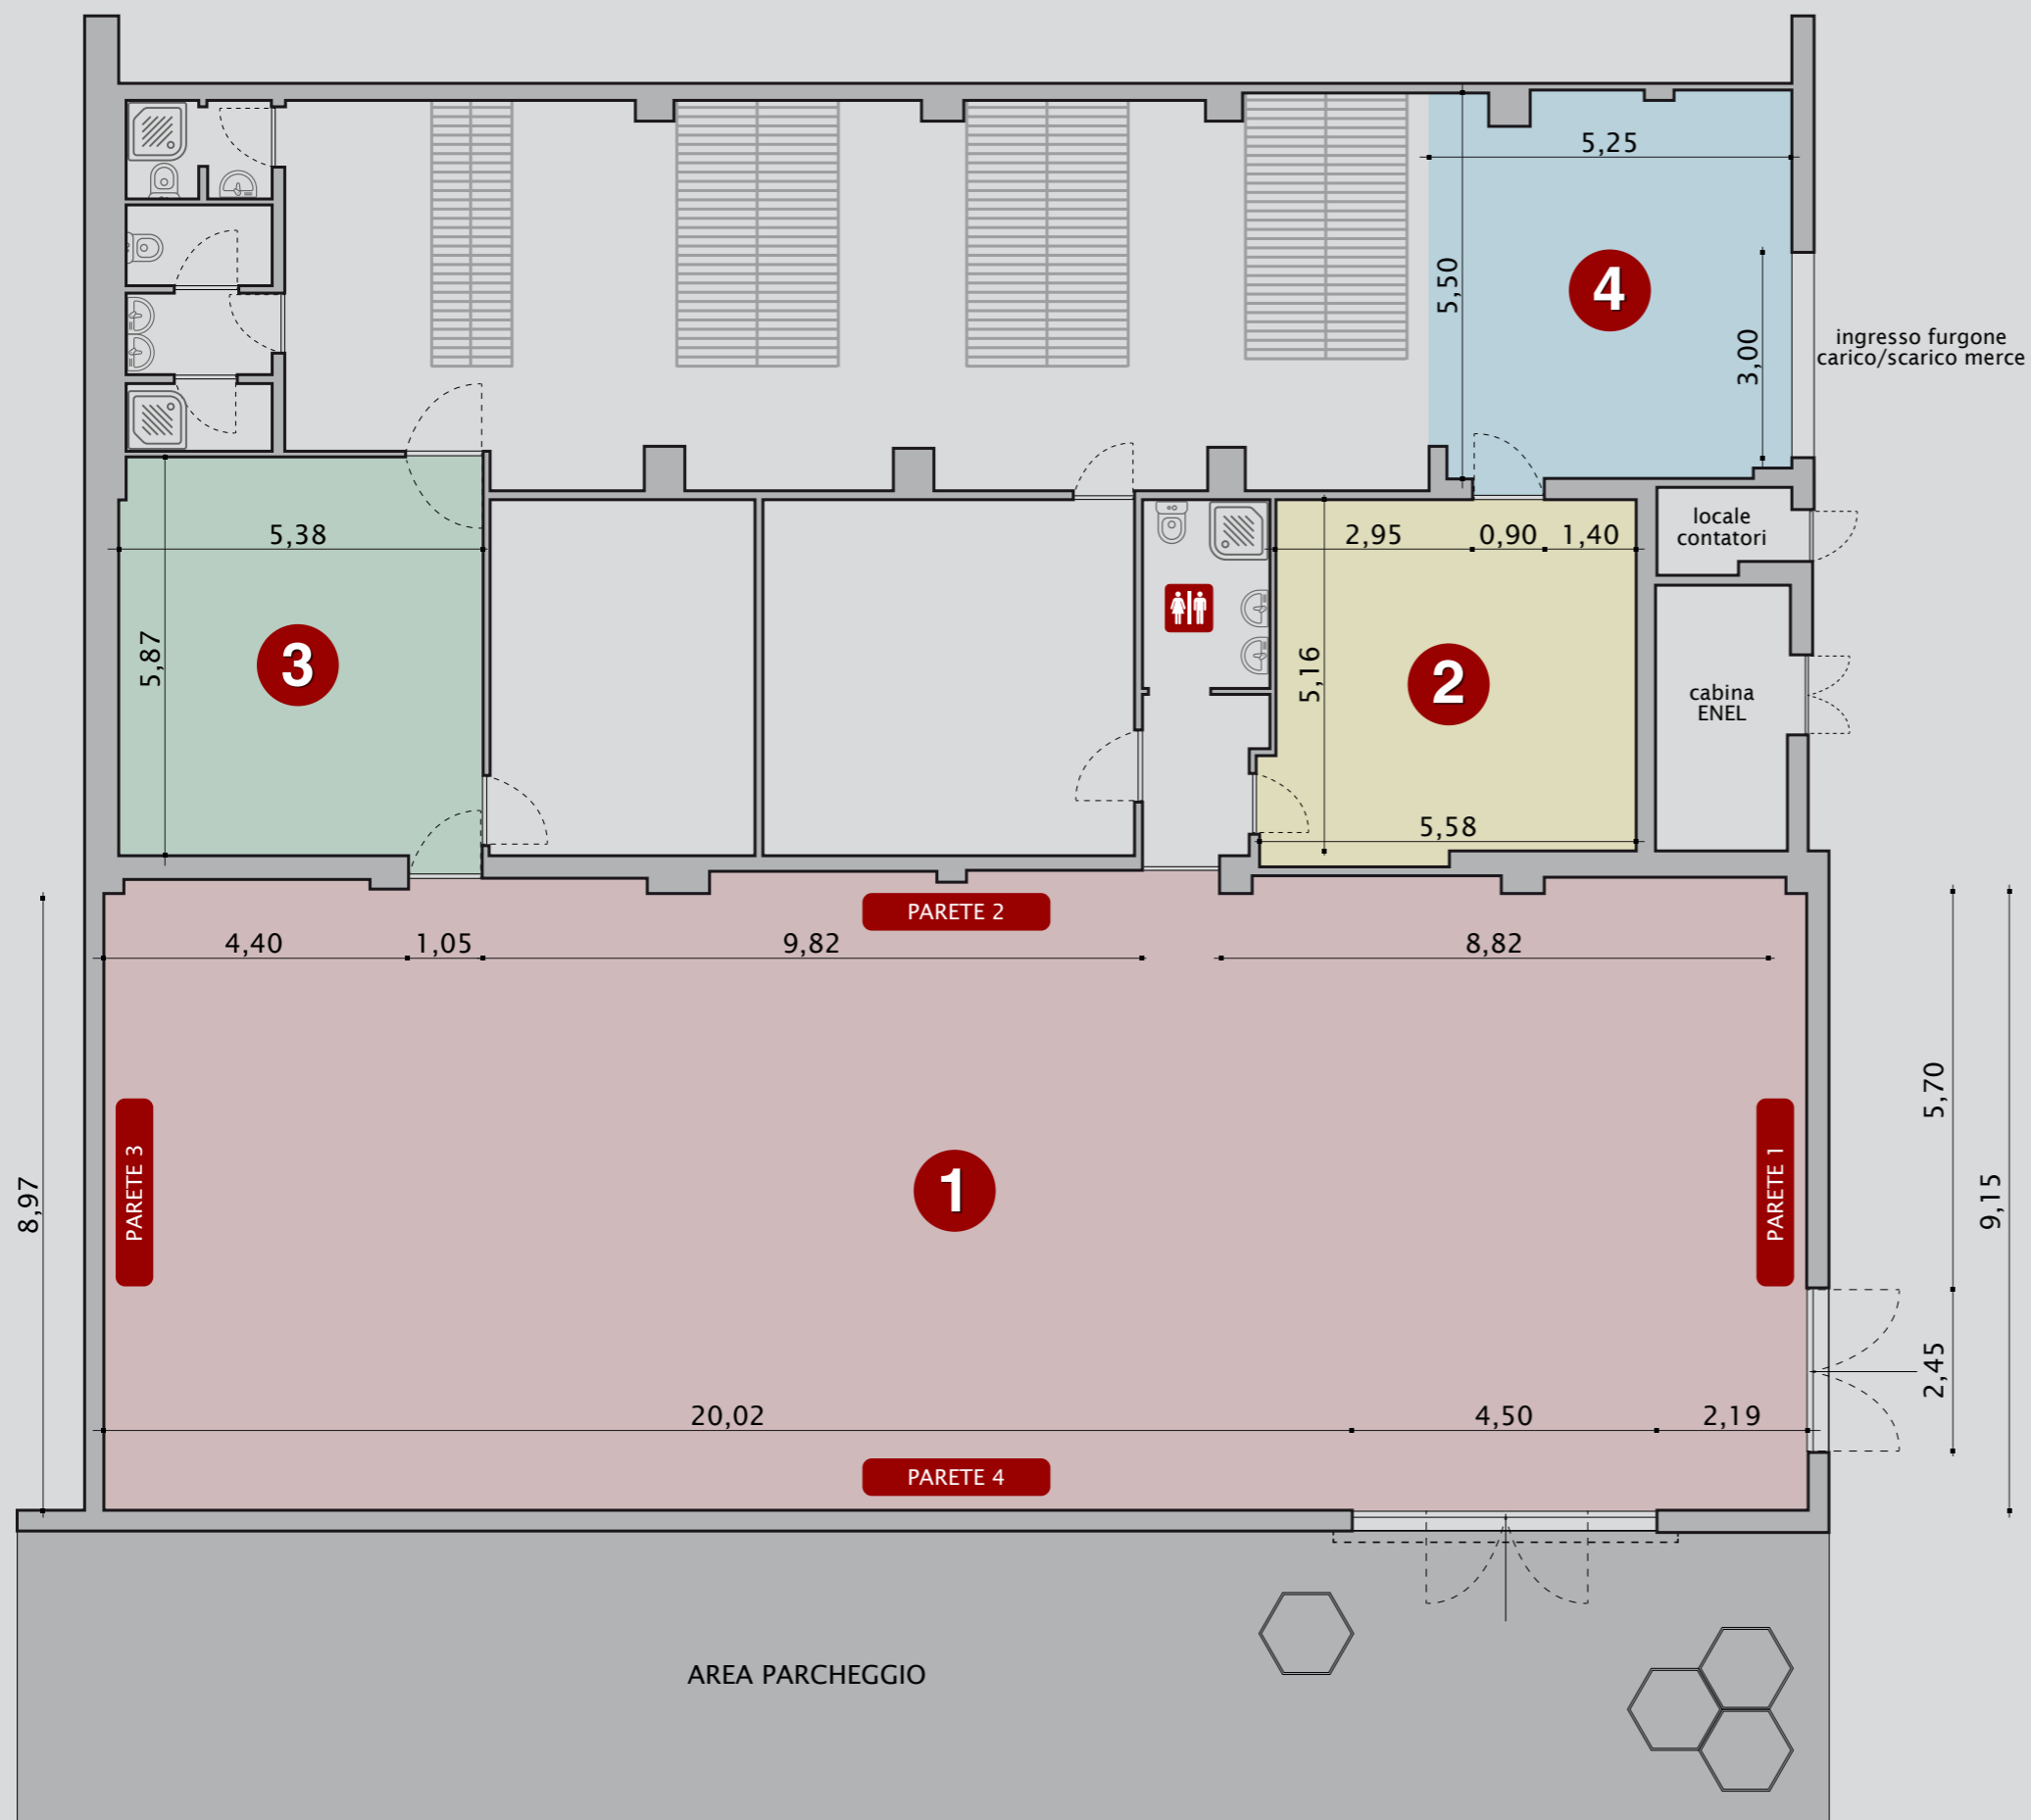 5,25
5,50
4
3,00
ingresso furgone
carico/scarico merce
5,38
2,95
0,90
1,40
locale
contatori
5,87
3
5,16
2
cabina
ENEL
5,58
PARETE 2
4,40
1,05
9,82
8,82
5,70
8,97
PARETE 3
1
PARETE 1
9,15
2,45
20,02
4,50
2,19
PARETE 4
AREA PARCHEGGIO